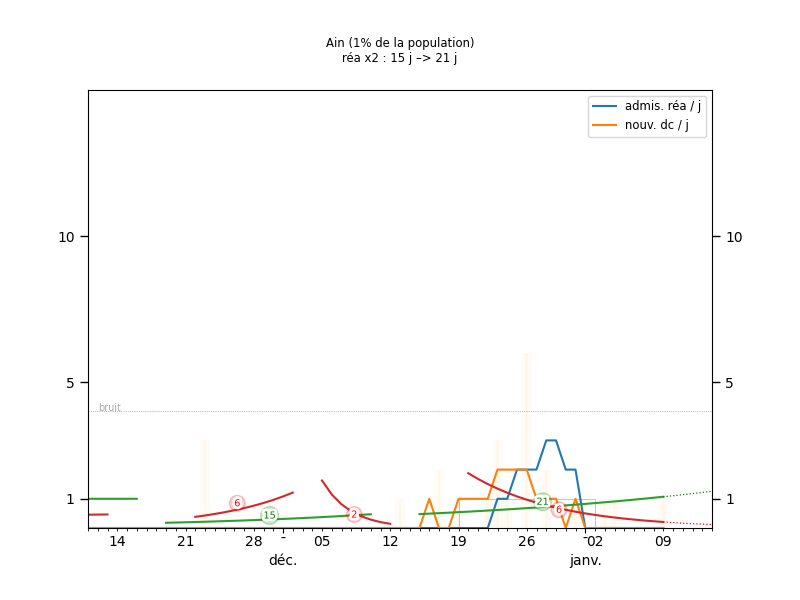 Ain (1% de la population)
réa x2 : 15 j –> 21 j
admis. réa / j
nouv. dc / j
10 10
5 5
bruit
1 1
6 15 2 21 6
14 21 28 - 05 12 19 26 - 02 09
déc. janv.